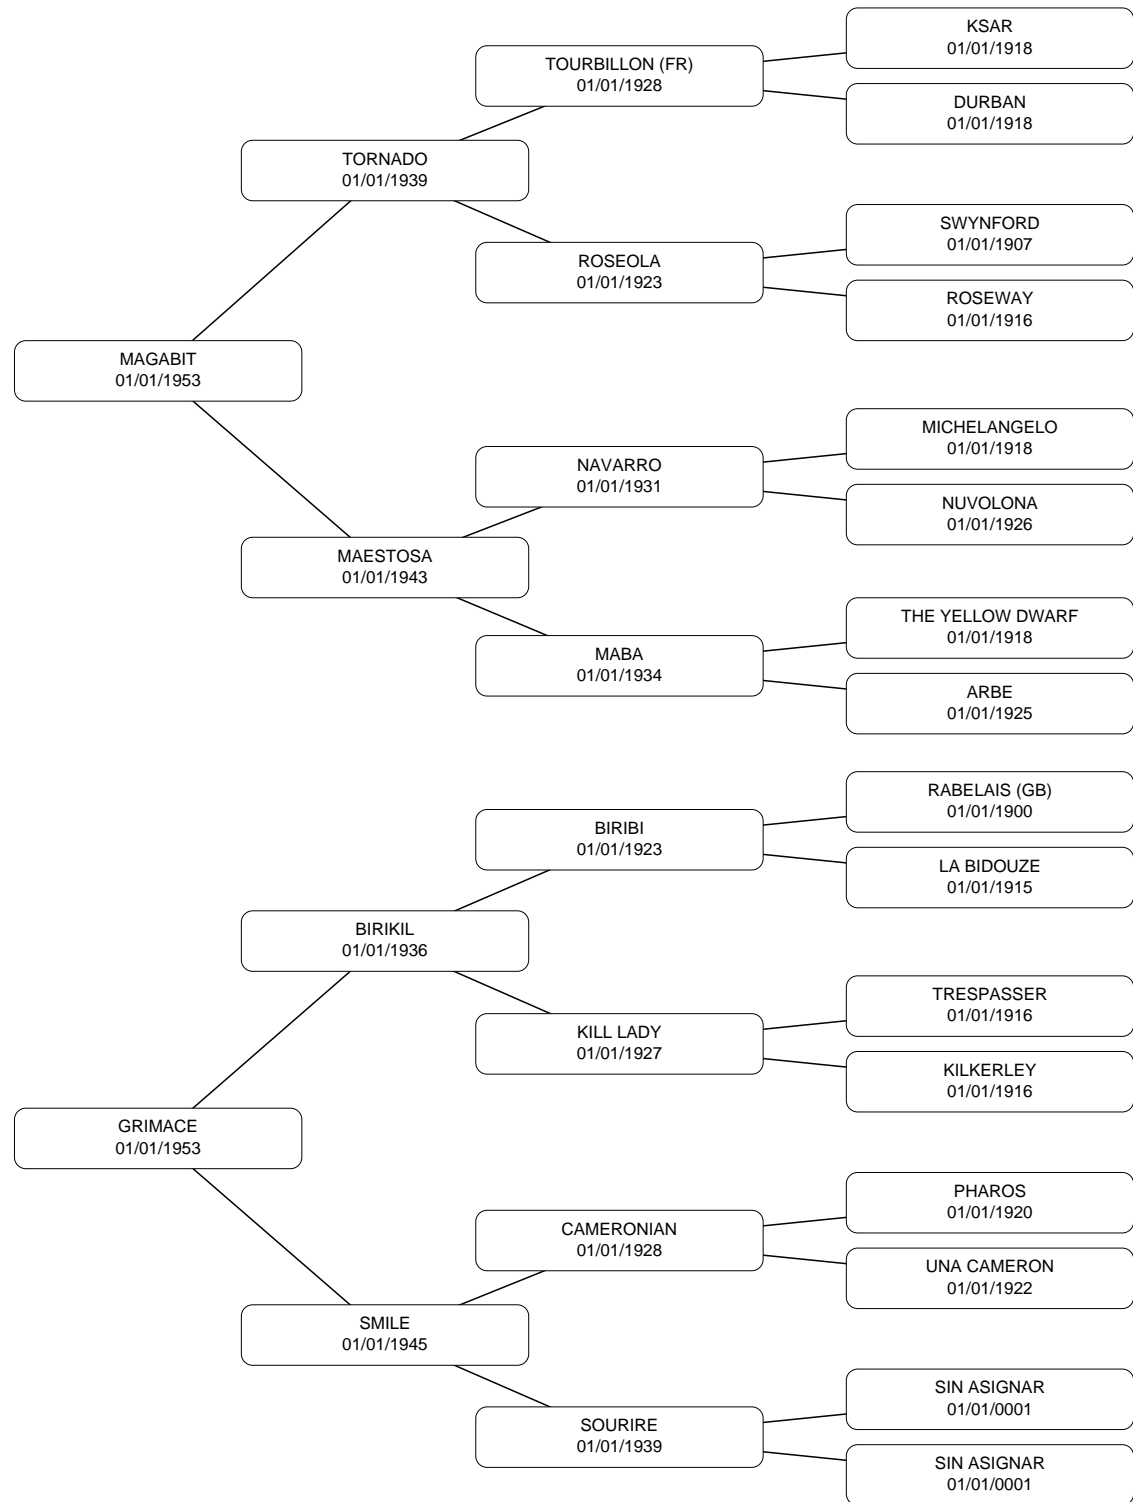 KSAR
01/01/1918
TOURBILLON (FR)
01/01/1928
DURBAN
01/01/1918
TORNADO
01/01/1939
SWYNFORD
01/01/1907
ROSEOLA
01/01/1923
ROSEWAY
01/01/1916
MAGABIT
01/01/1953
MICHELANGELO
01/01/1918
NAVARRO
01/01/1931
NUVOLONA
01/01/1926
MAESTOSA
01/01/1943
THE YELLOW DWARF
01/01/1918
MABA
01/01/1934
ARBE
01/01/1925
RABELAIS (GB)
01/01/1900
BIRIBI
01/01/1923
LA BIDOUZE
01/01/1915
BIRIKIL
01/01/1936
TRESPASSER
01/01/1916
KILL LADY
01/01/1927
KILKERLEY
01/01/1916
GRIMACE
01/01/1953
PHAROS
01/01/1920
CAMERONIAN
01/01/1928
UNA CAMERON
01/01/1922
SMILE
01/01/1945
SIN ASIGNAR
01/01/0001
SOURIRE
01/01/1939
SIN ASIGNAR
01/01/0001